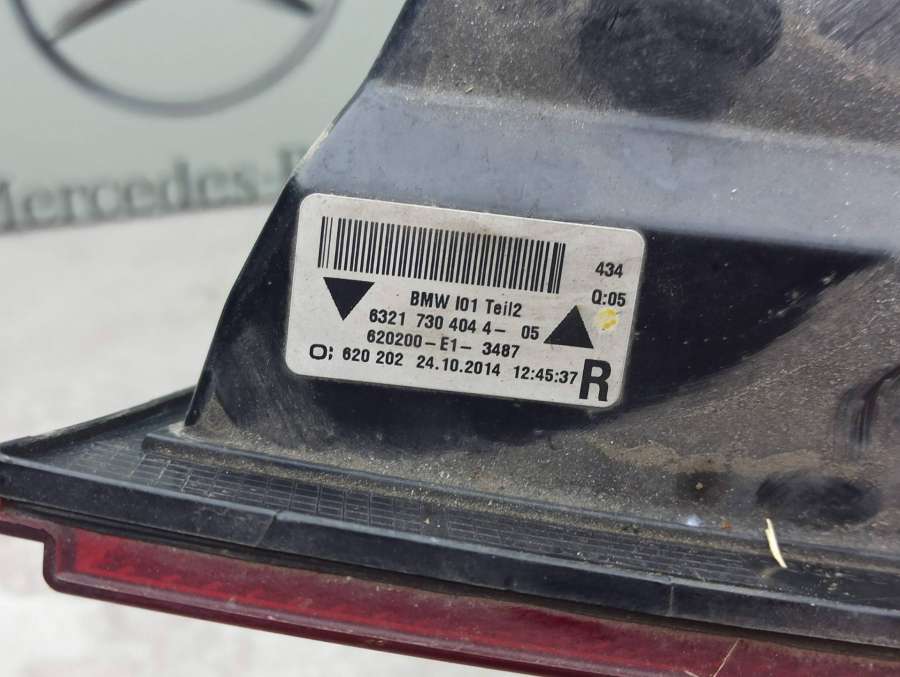 Mercedes-B
434
BMW I01 Teil2
Q:05
6321 730 404 4- 05
620200-E1- 3487
O; 620 202 24.10.2014 12:45:37 R